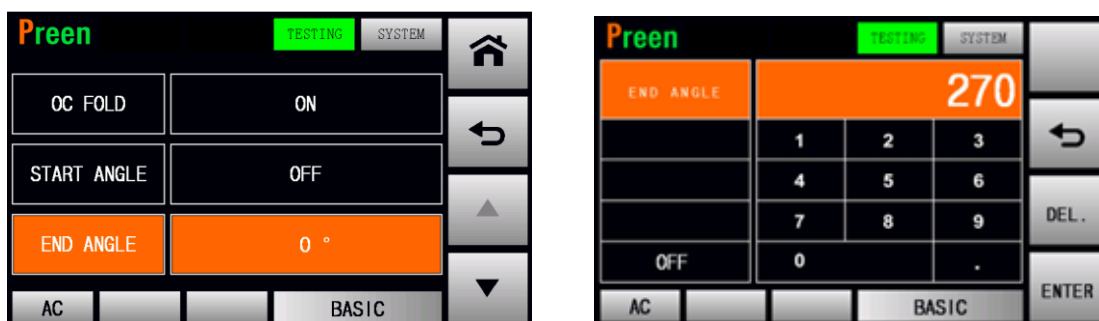 Preen TESTING SYSTEM
OC FOLD ON
START ANGLE OFF
END ANGLE 0 °
AC BASIC
Preen TESTING SYSTEM
END ANGLE 270
1 2 3
4 5 6
7 8 9
DEL.
OFF 0 .
ENTER
AC BASIC